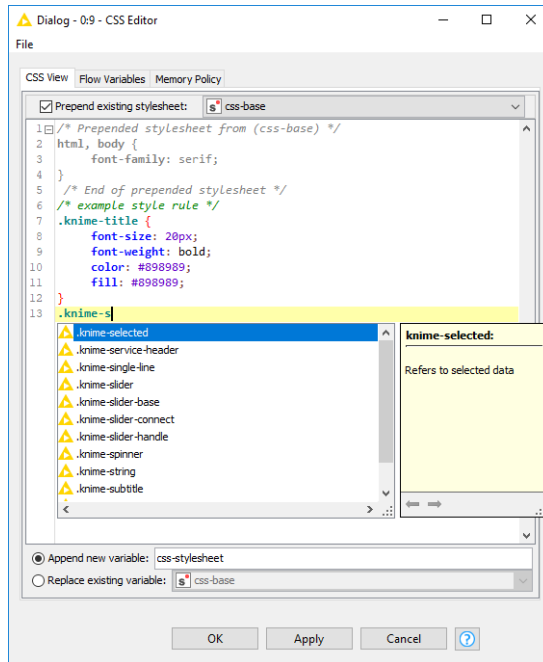 Dialog - 0:9 - CSS Editor
File
CSS View Flow Variables Memory Policy
Prepend existing stylesheet: s css-base
1 /* Prepended stylesheet from (css-base) */
2 html, body {
3 font-family: serif;
4 }
5 /* End of prepended stylesheet */
6 /* example style rule */
7 .knime-title {
8 font-size: 20px;
9 font-weight: bold;
10 color: #898989;
11 fill: #898989;
12 }
13 .knime-s
.knime-selected
.knime-service-header
.knime-single-line
.knime-slider
.knime-slider-base
.knime-slider-connect
.knime-slider-handle
.knime-spinner
.knime-string
.knime-subtitle
knime-selected:
Refers to selected data
Append new variable: css-stylesheet
Replace existing variable: s css-base
OK Apply Cancel ?